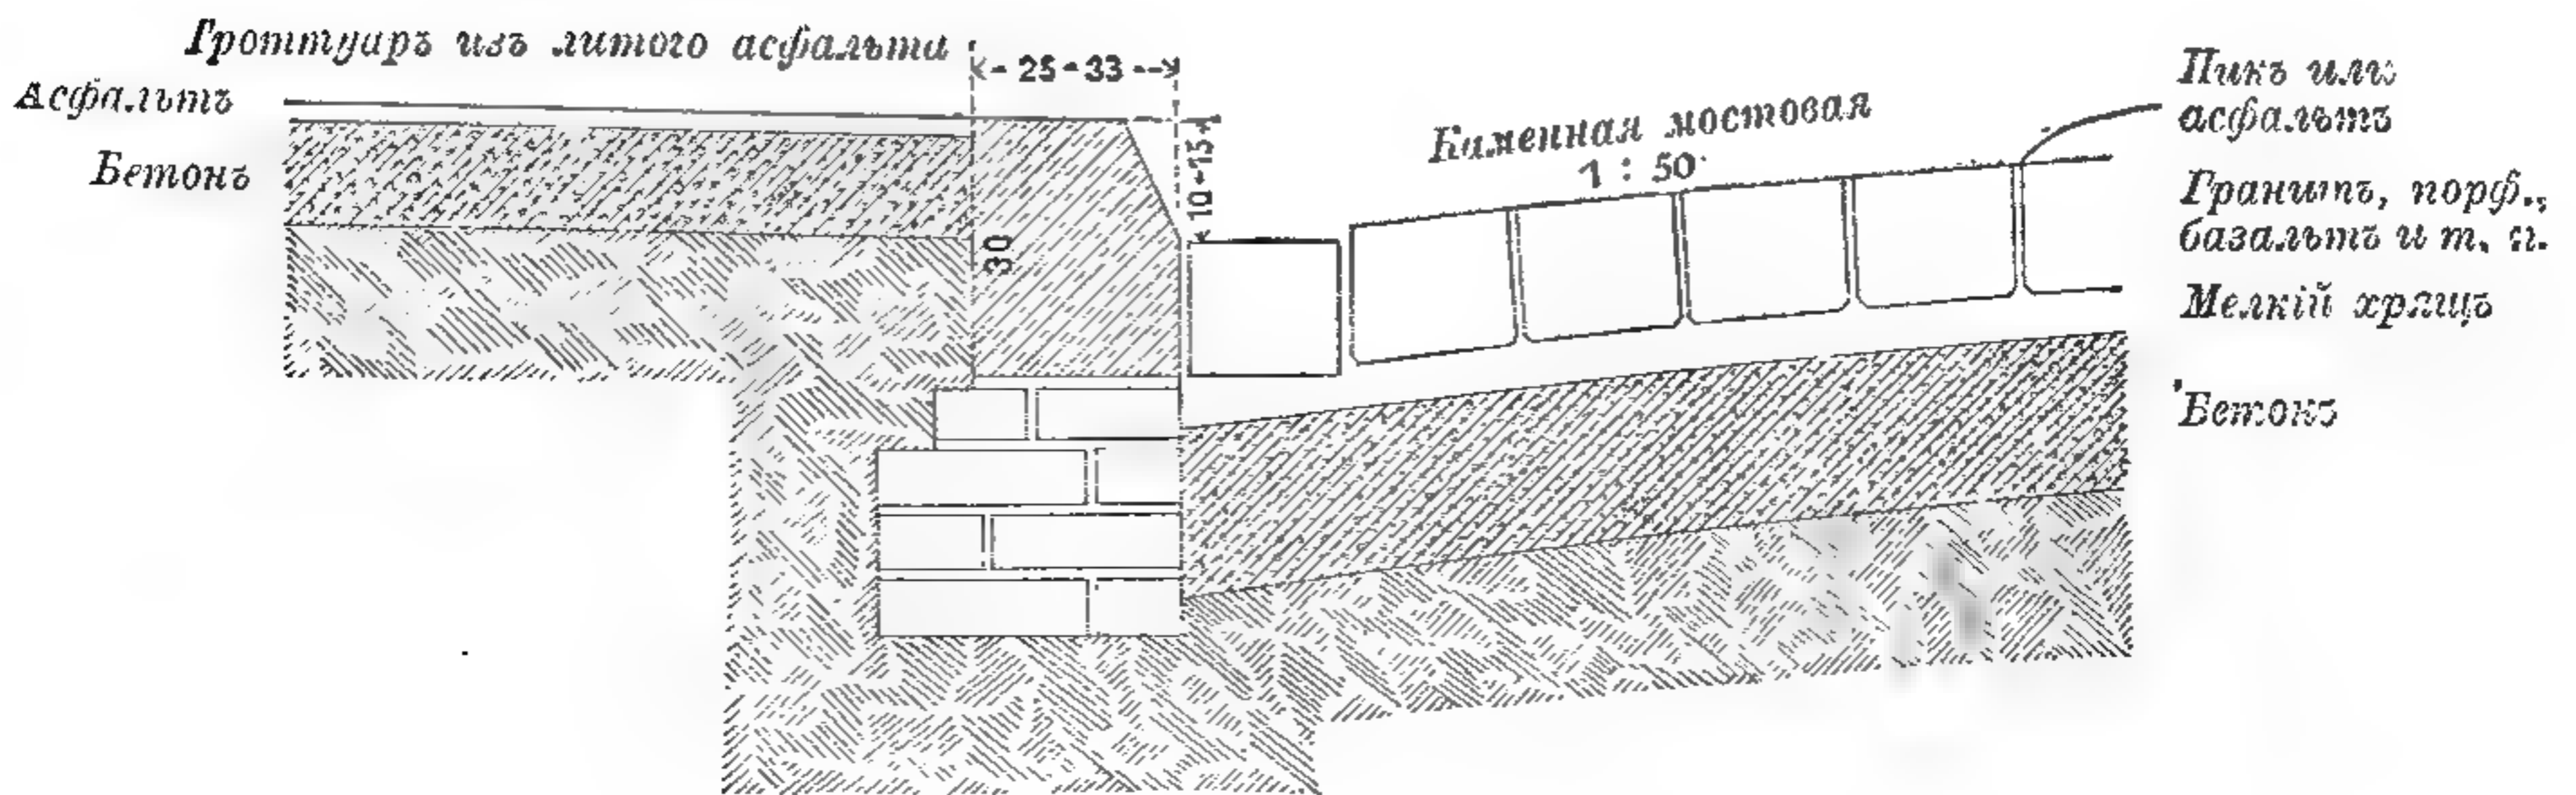 Троттуаръ изъ литого асфальта
Асфальтъ
Бетонъ
25-33
10-15
30
Каменная мостовая
1 : 50
Пикъ или
асфальтъ
Гранитъ, порф.,
базальтъ и т. п.
Мелкій хрящъ
Бетонъ